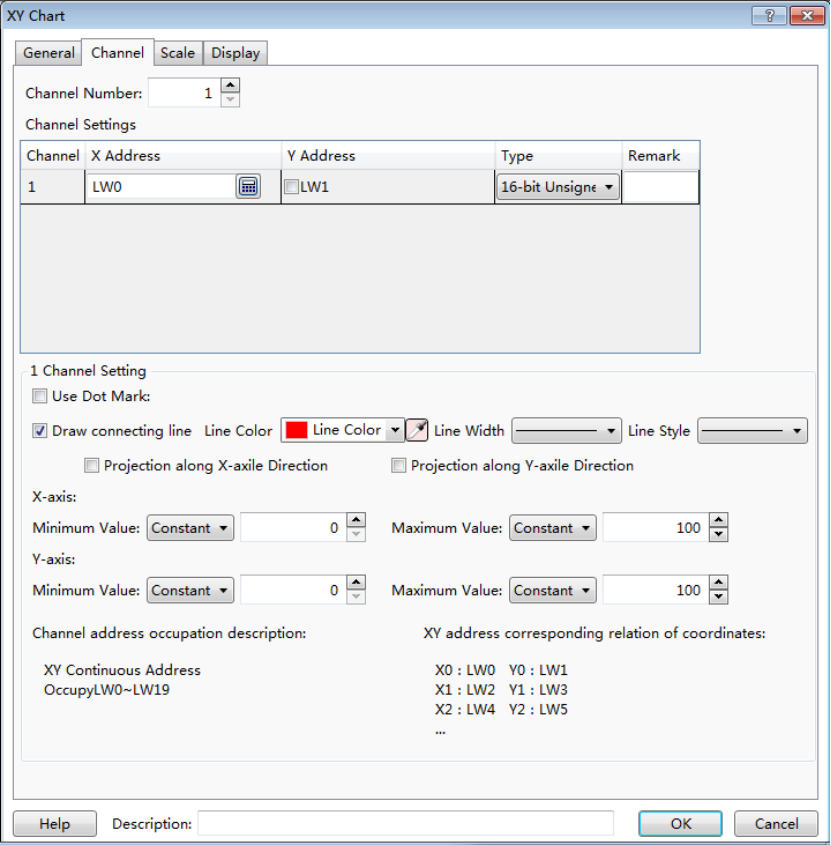 XY Chart
General Channel Scale Display
Channel Number: 1
Channel Settings
Channel X Address Y Address Type Remark
1 LW0 LW1 16-bit Unsigne
1 Channel Setting
Use Dot Mark:
Draw connecting line Line Color Line Color Line Width Line Style
Projection along X-axile Direction Projection along Y-axile Direction
X-axis:
Minimum Value: Constant 0 Maximum Value: Constant 100
Y-axis:
Minimum Value: Constant 0 Maximum Value: Constant 100
Channel address occupation description: XY address corresponding relation of coordinates:
XY Continuous Address
OccupyLW0~LW19
X0 : LW0 Y0 : LW1
X1 : LW2 Y1 : LW3
X2 : LW4 Y2 : LW5
...
Help Description: OK Cancel